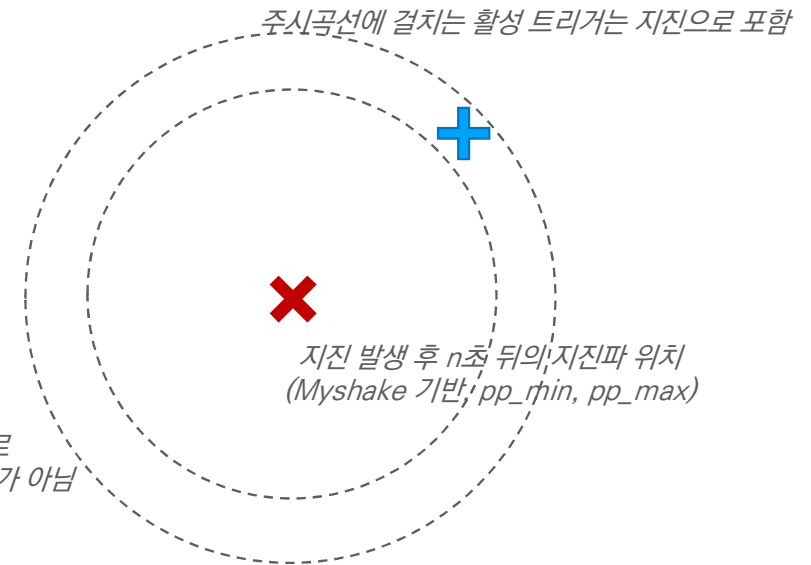 주시곡선에 걸치는 활성 트리거는 지진으로 포함
지진 발생 후 n초 뒤의 지진파 위치
(Myshake 기반, pp_min, pp_max)
로
가 아님